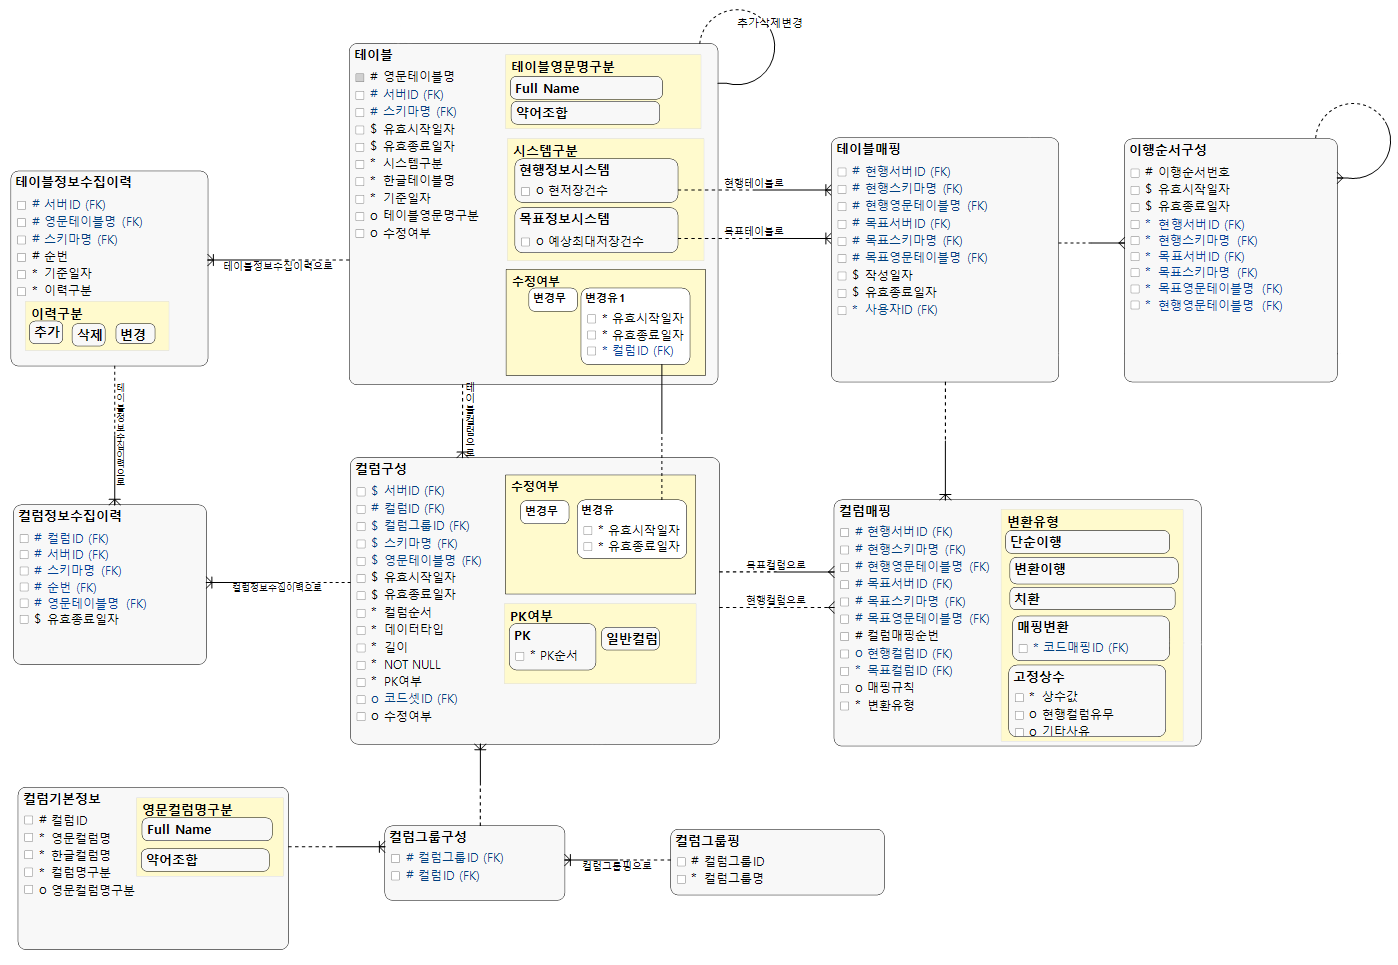 추가삭제변경
테이블
# 영문테이블명
# 서버ID (FK)
# 스키마명 (FK)
$ 유효시작일자
$ 유효종료일자
* 시스템구분
* 한글테이블명
* 기준일자
o 테이블영문명구분
o 수정여부
테이블영문명구분
Full Name
약어조합
시스템구분
현행정보시스템
o 현저장건수
목표정보시스템
o 예상최대저장건수
수정여부
변경무
변경유1
* 유효시작일자
* 유효종료일자
* 컬럼ID (FK)
현행테이블로
목표테이블로
테이블매핑
# 현행서버ID (FK)
# 현행스키마명 (FK)
# 현행영문테이블명 (FK)
# 목표서버ID (FK)
# 목표스키마명 (FK)
# 목표영문테이블명 (FK)
$ 작성일자
$ 유효종료일자
* 사용자ID (FK)
이행순서구성
# 이행순서번호
$ 유효시작일자
$ 유효종료일자
* 현행서버ID (FK)
* 현행스키마명 (FK)
* 목표서버ID (FK)
* 목표스키마명 (FK)
* 목표영문테이블명 (FK)
* 현행영문테이블명 (FK)
테이블정보수집이력
# 서버ID (FK)
# 영문테이블명 (FK)
# 스키마명 (FK)
# 순번
* 기준일자
* 이력구분
이력구분
추가
삭제
변경
테이블정보수집이력으로
테이블정보수집이력으로
테이블컬럼으로
컬럼정보수집이력
# 컬럼ID (FK)
# 서버ID (FK)
# 스키마명 (FK)
# 순번 (FK)
# 영문테이블명 (FK)
$ 유효종료일자
컬럼정보수집이력으로
컬럼구성
$ 서버ID (FK)
# 컬럼ID (FK)
$ 컬럼그룹ID (FK)
$ 스키마명 (FK)
$ 영문테이블명 (FK)
$ 유효시작일자
$ 유효종료일자
* 컬럼순서
* 데이터타입
* 길이
* NOT NULL
* PK여부
o 코드셋ID (FK)
o 수정여부
수정여부
변경무
변경유
* 유효시작일자
* 유효종료일자
PK여부
PK
* PK순서
일반컬럼
목표컬럼으로
현행컬럼으로
컬럼매핑
# 현행서버ID (FK)
# 현행스키마명 (FK)
# 현행영문테이블명 (FK)
# 목표서버ID (FK)
# 목표스키마명 (FK)
# 목표영문테이블명 (FK)
# 컬럼매핑순번
o 현행컬럼ID (FK)
* 목표컬럼ID (FK)
o 매핑규칙
* 변환유형
변환유형
단순이행
변환이행
치환
매핑변환
* 코드매핑ID (FK)
고정상수
* 상수값
o 현행컬럼유무
o 기타사유
컬럼기본정보
# 컬럼ID
* 영문컬럼명
* 한글컬럼명
* 컬럼명구분
o 영문컬럼명구분
영문컬럼명구분
Full Name
약어조합
컬럼그룹구성
# 컬럼그룹ID (FK)
# 컬럼ID (FK)
컬럼그룹핑으로
컬럼그룹핑
# 컬럼그룹ID
* 컬럼그룹명